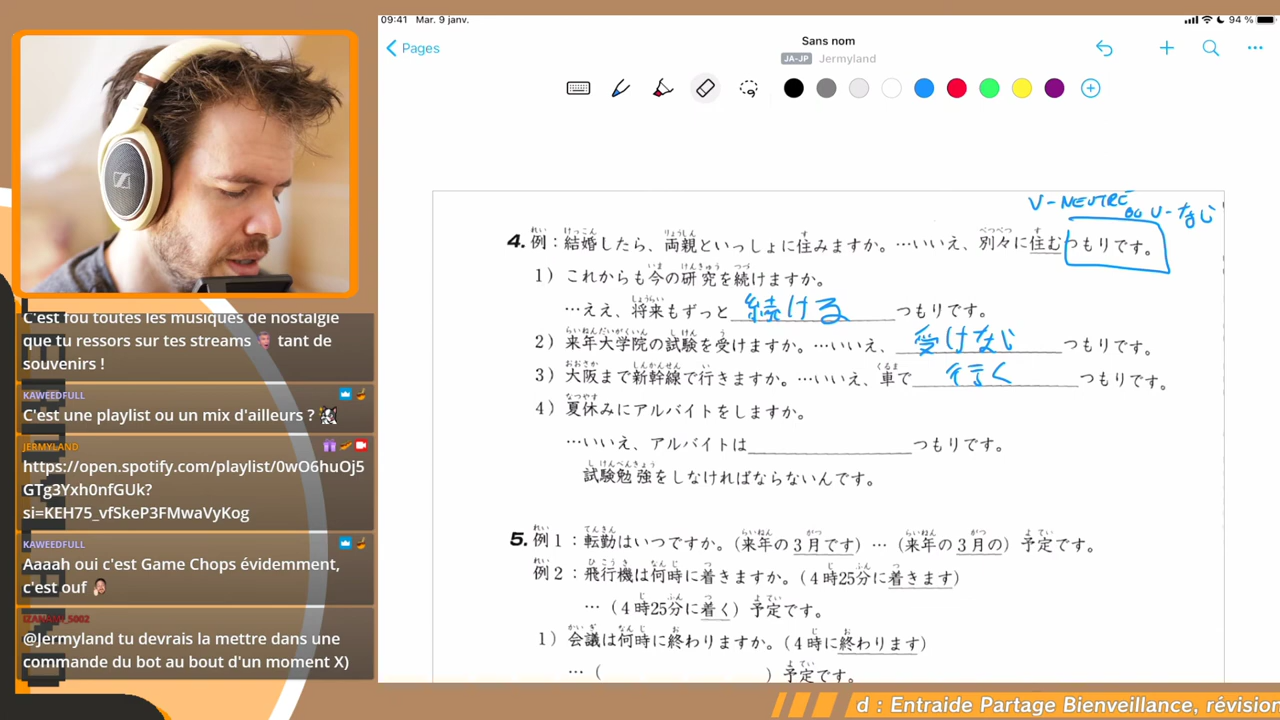 C'est fou toutes les musiques de nostalgie
que tu ressors sur tes streams tant de
souvenirs !
KAWEEDFULL
C'est une playlist ou un mix d'ailleurs ?
JERMYLAND
https://open.spotify.com/playlist/0wO6huOj5
GTg3Yxh0nfGUk?
si=KEH75_vfSkeP3FMwaVyKog
KAWEEDFULL
Aaaah oui c'est Game Chops évidemment,
c'est ouf
@Jermyland tu devrais la mettre dans une
commande du bot au bout d'un moment X)
09:41 Mar. 9 janv.
94 %
Pages
Sans nom
JA-JP Jermyland
V-NEUTRE
ou V-ない
4. 例：結婚したら、両親といっしょに住みますか。…いいえ、別々に住むつもりです。
1）これからも今の研究を続けますか。
…ええ、将来もずっと 続ける つもりです。
2）来年大学院の試験を受けますか。…いいえ、 受けない つもりです。
3）大阪まで新幹線で行きますか。…いいえ、車で 行く つもりです。
4）夏休みにアルバイトをしますか。
…いいえ、アルバイトは つもりです。
試験勉強をしなければならないんです。
5. 例1：転勤はいつですか。（来年の3月です）…（来年の3月の）予定です。
例2：飛行機は何時に着きますか。（4時25分に着きます）
…（4時25分に着く）予定です。
1）会議は何時に終わりますか。（4時に終わります）
…（ ）予定です。
d : Entraide Partage Bienveillance, révision